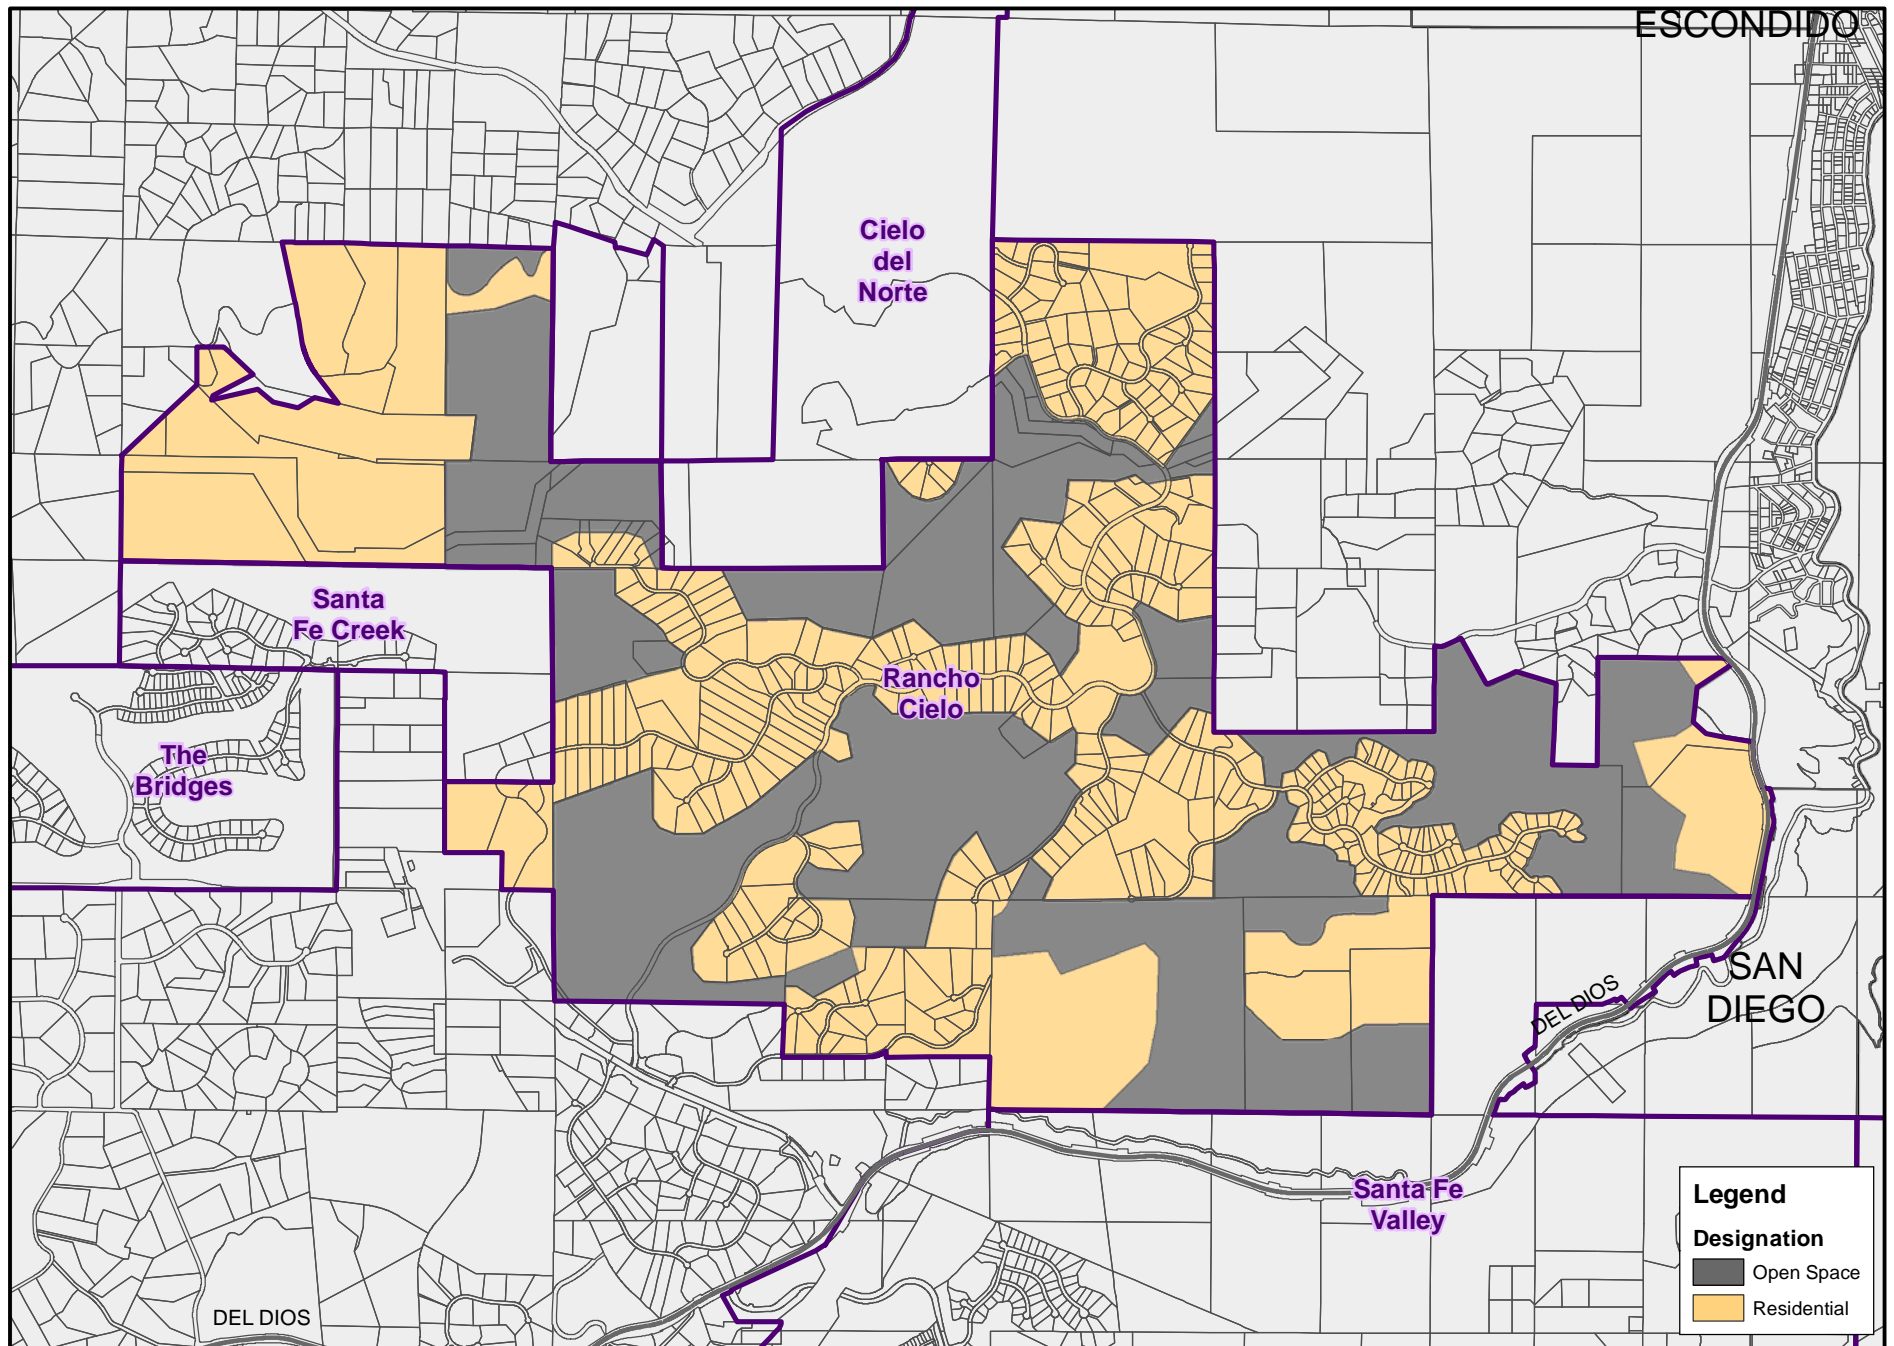 ESCONDIDO
Cielo
del
Norte
Santa
Fe Creek
Rancho
Cielo
The
Bridges
SAN
DIEGO
DEL DIOS
Santa Fe
Valley
DEL DIOS
Legend
Designation
Open Space
Residential